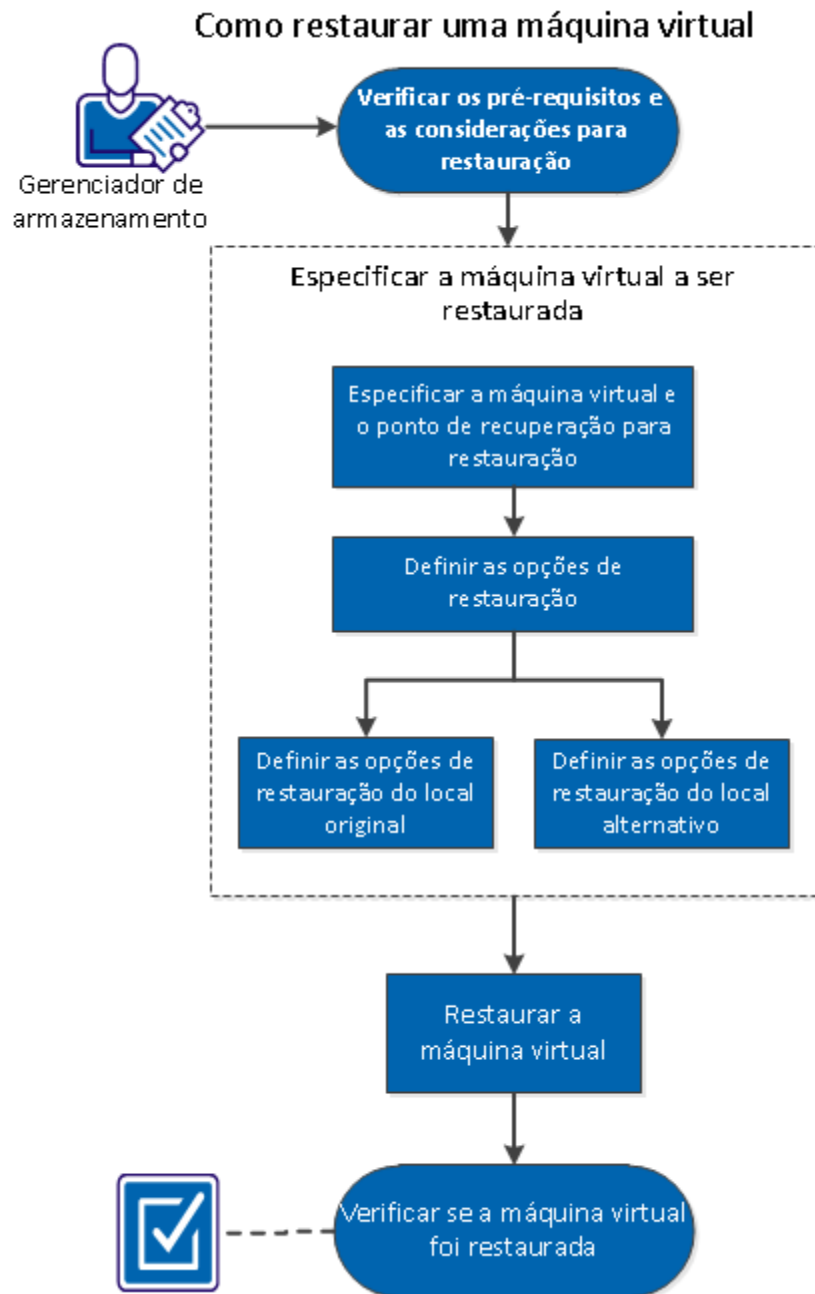 Como restaurar uma máquina virtual
Verificar os pré-requisitos e
as considerações para
restauração
Gerenciador de
armazenamento
Especificar a máquina virtual a ser
restaurada
Especificar a máquina virtual e
o ponto de recuperação para
restauração
Definir as opções de
restauração
Definir as opções de
restauração do local
original
Definir as opções de
restauração do local
alternativo
Restaurar a
máquina virtual
Verificar se a máquina virtual
foi restaurada